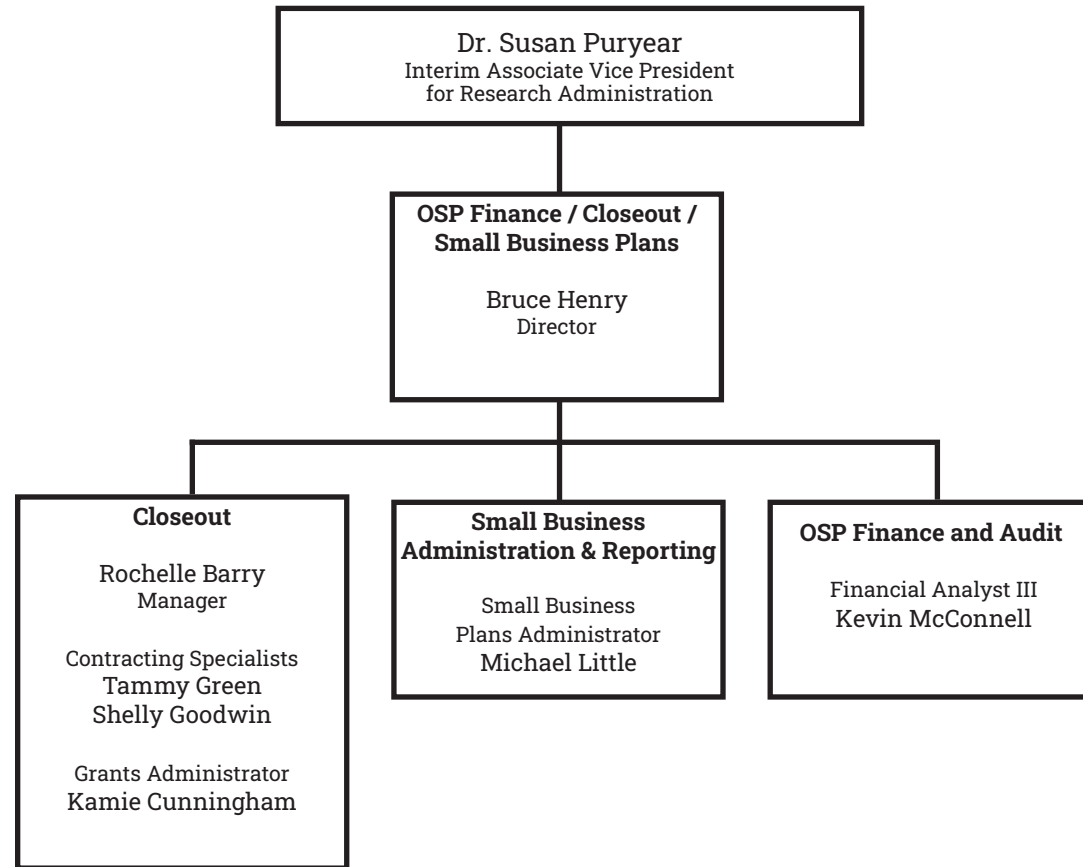 Dr. Susan Puryear
Interim Associate Vice President
for Research Administration
OSP Finance / Closeout /
Small Business Plans
Bruce Henry
Director
Closeout
Rochelle Barry
Manager
Contracting Specialists
Tammy Green
Shelly Goodwin
Grants Administrator
Kamie Cunningham
Small Business
Administration & Reporting
Small Business
Plans Administrator
Michael Little
OSP Finance and Audit
Financial Analyst III
Kevin McConnell